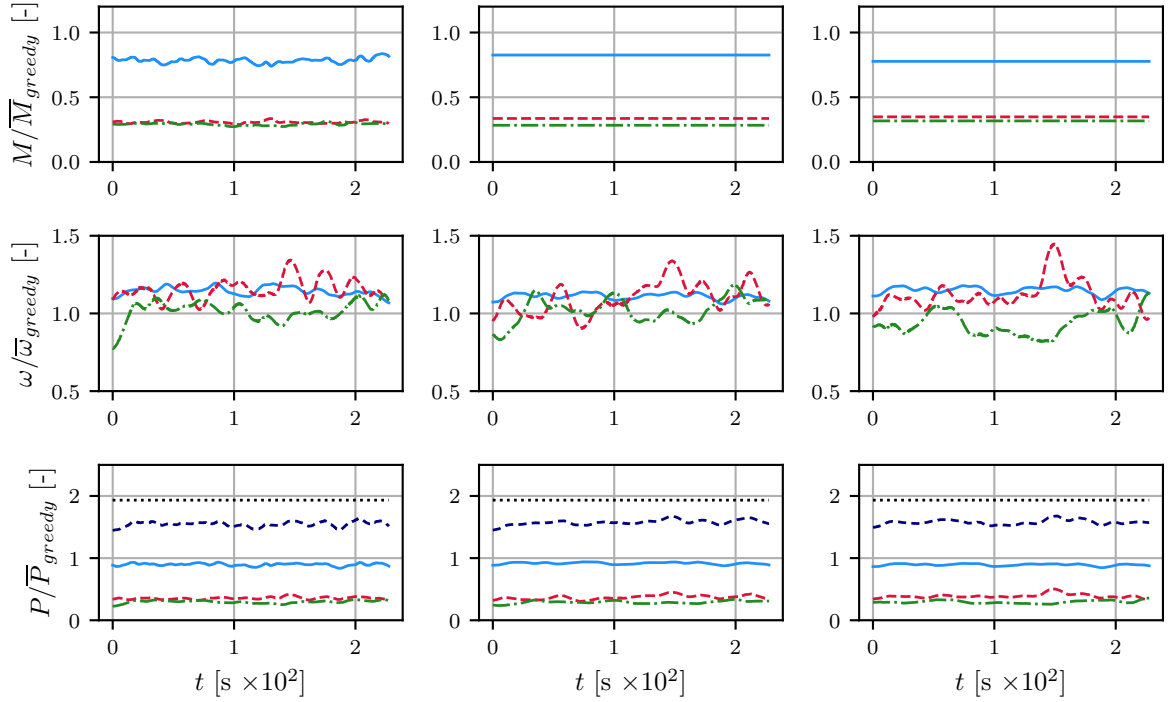 M/M̅greedy [-]
1.0 1.0 1.0
0.5 0.5 0.5
0.0 0.0 0.0
0 1 2 0 1 2 0 1 2
ω/ω̅greedy [-]
1.5 1.5 1.5
1.0 1.0 1.0
0.5 0.5 0.5
0 1 2 0 1 2 0 1 2
P/P̅greedy [-]
2 2 2
1 1 1
0 0 0
0 1 2 0 1 2 0 1 2
t [s ×10²] t [s ×10²] t [s ×10²]